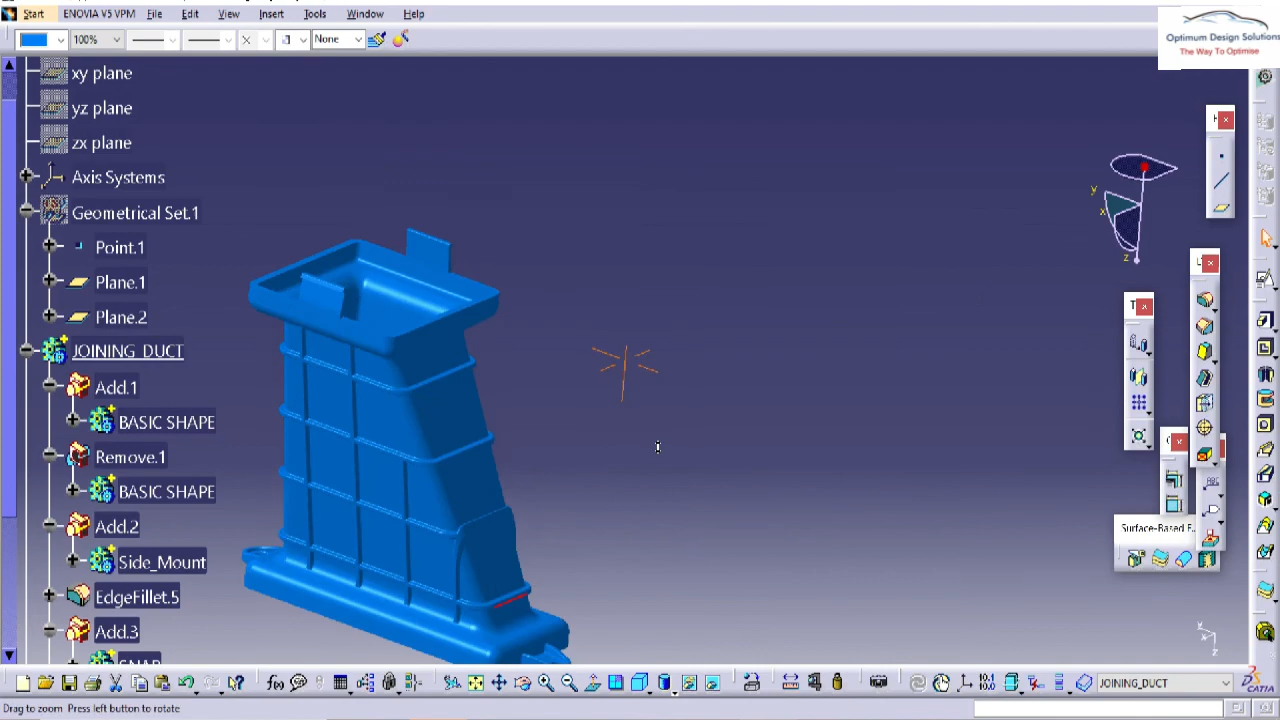 Start ENOVIA V5 VPM File Edit View Insert Tools Window Help
100% None
Optimum Design Solutions
The Way To Optimise
xy plane
yz plane
zx plane
Axis Systems
Geometrical Set.1
Point.1
Plane.1
Plane.2
JOINING_DUCT
Add.1
BASIC SHAPE
Remove.1
BASIC SHAPE
Add.2
Side_Mount
EdgeFillet.5
Add.3
y
x
z
T
Surface-Based F...
JOINING_DUCT
CATIA
Drag to zoom Press left button to rotate